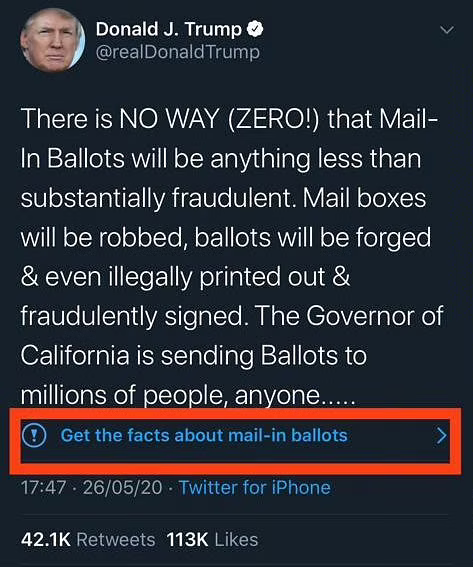 Donald J. Trump
@realDonaldTrump
There is NO WAY (ZERO!) that Mail-
In Ballots will be anything less than
substantially fraudulent. Mail boxes
will be robbed, ballots will be forged
& even illegally printed out &
fraudulently signed. The Governor of
California is sending Ballots to
millions of people, anyone.....
Get the facts about mail-in ballots
17:47 · 26/05/20 · Twitter for iPhone
42.1K Retweets 113K Likes